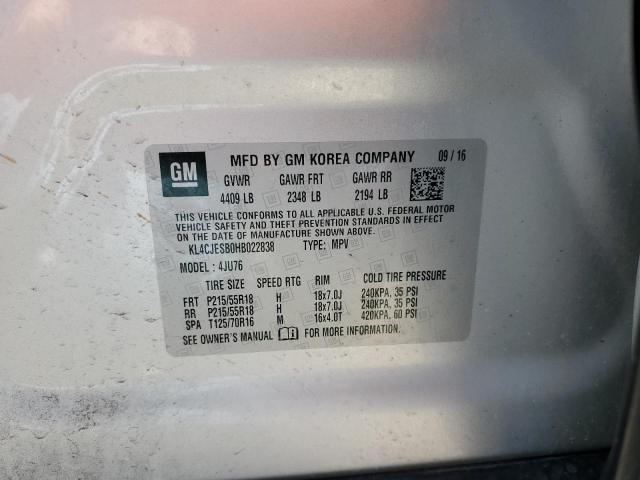 GM
MFD BY GM KOREA COMPANY 09/16
GVWR GAWR FRT GAWR RR
4409 LB 2348 LB 2194 LB
THIS VEHICLE CONFORMS TO ALL APPLICABLE U.S. FEDERAL MOTOR
VEHICLE SAFETY AND THEFT PREVENTION STANDARDS IN EFFECT
ON THE DATE OF MANUFACTURE SHOWN ABOVE.
KL4CJESB0HB022838 TYPE: MPV
MODEL: 4JU76
TIRE SIZE SPEED RTG RIM COLD TIRE PRESSURE
FRT P215/55R18 H 18x7.0J 240KPA, 35 PSI
RR P215/55R18 H 18x7.0J 240KPA, 35 PSI
SPA T125/70R16 M 16x4.0T 420KPA, 60 PSI
SEE OWNER'S MANUAL FOR MORE INFORMATION.